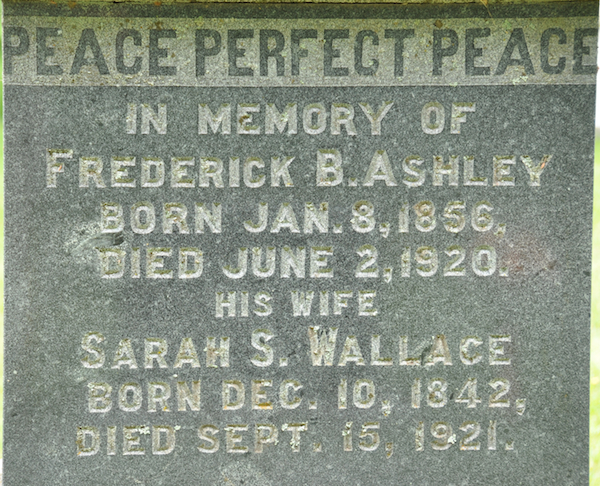 PEACE PERFECT PEACE
IN MEMORY OF
FREDERICK B. ASHLEY
BORN JAN. 8, 1856,
DIED JUNE 2, 1920.
HIS WIFE
SARAH S. WALLACE
BORN DEC. 10, 1842,
DIED SEPT. 15, 1921.